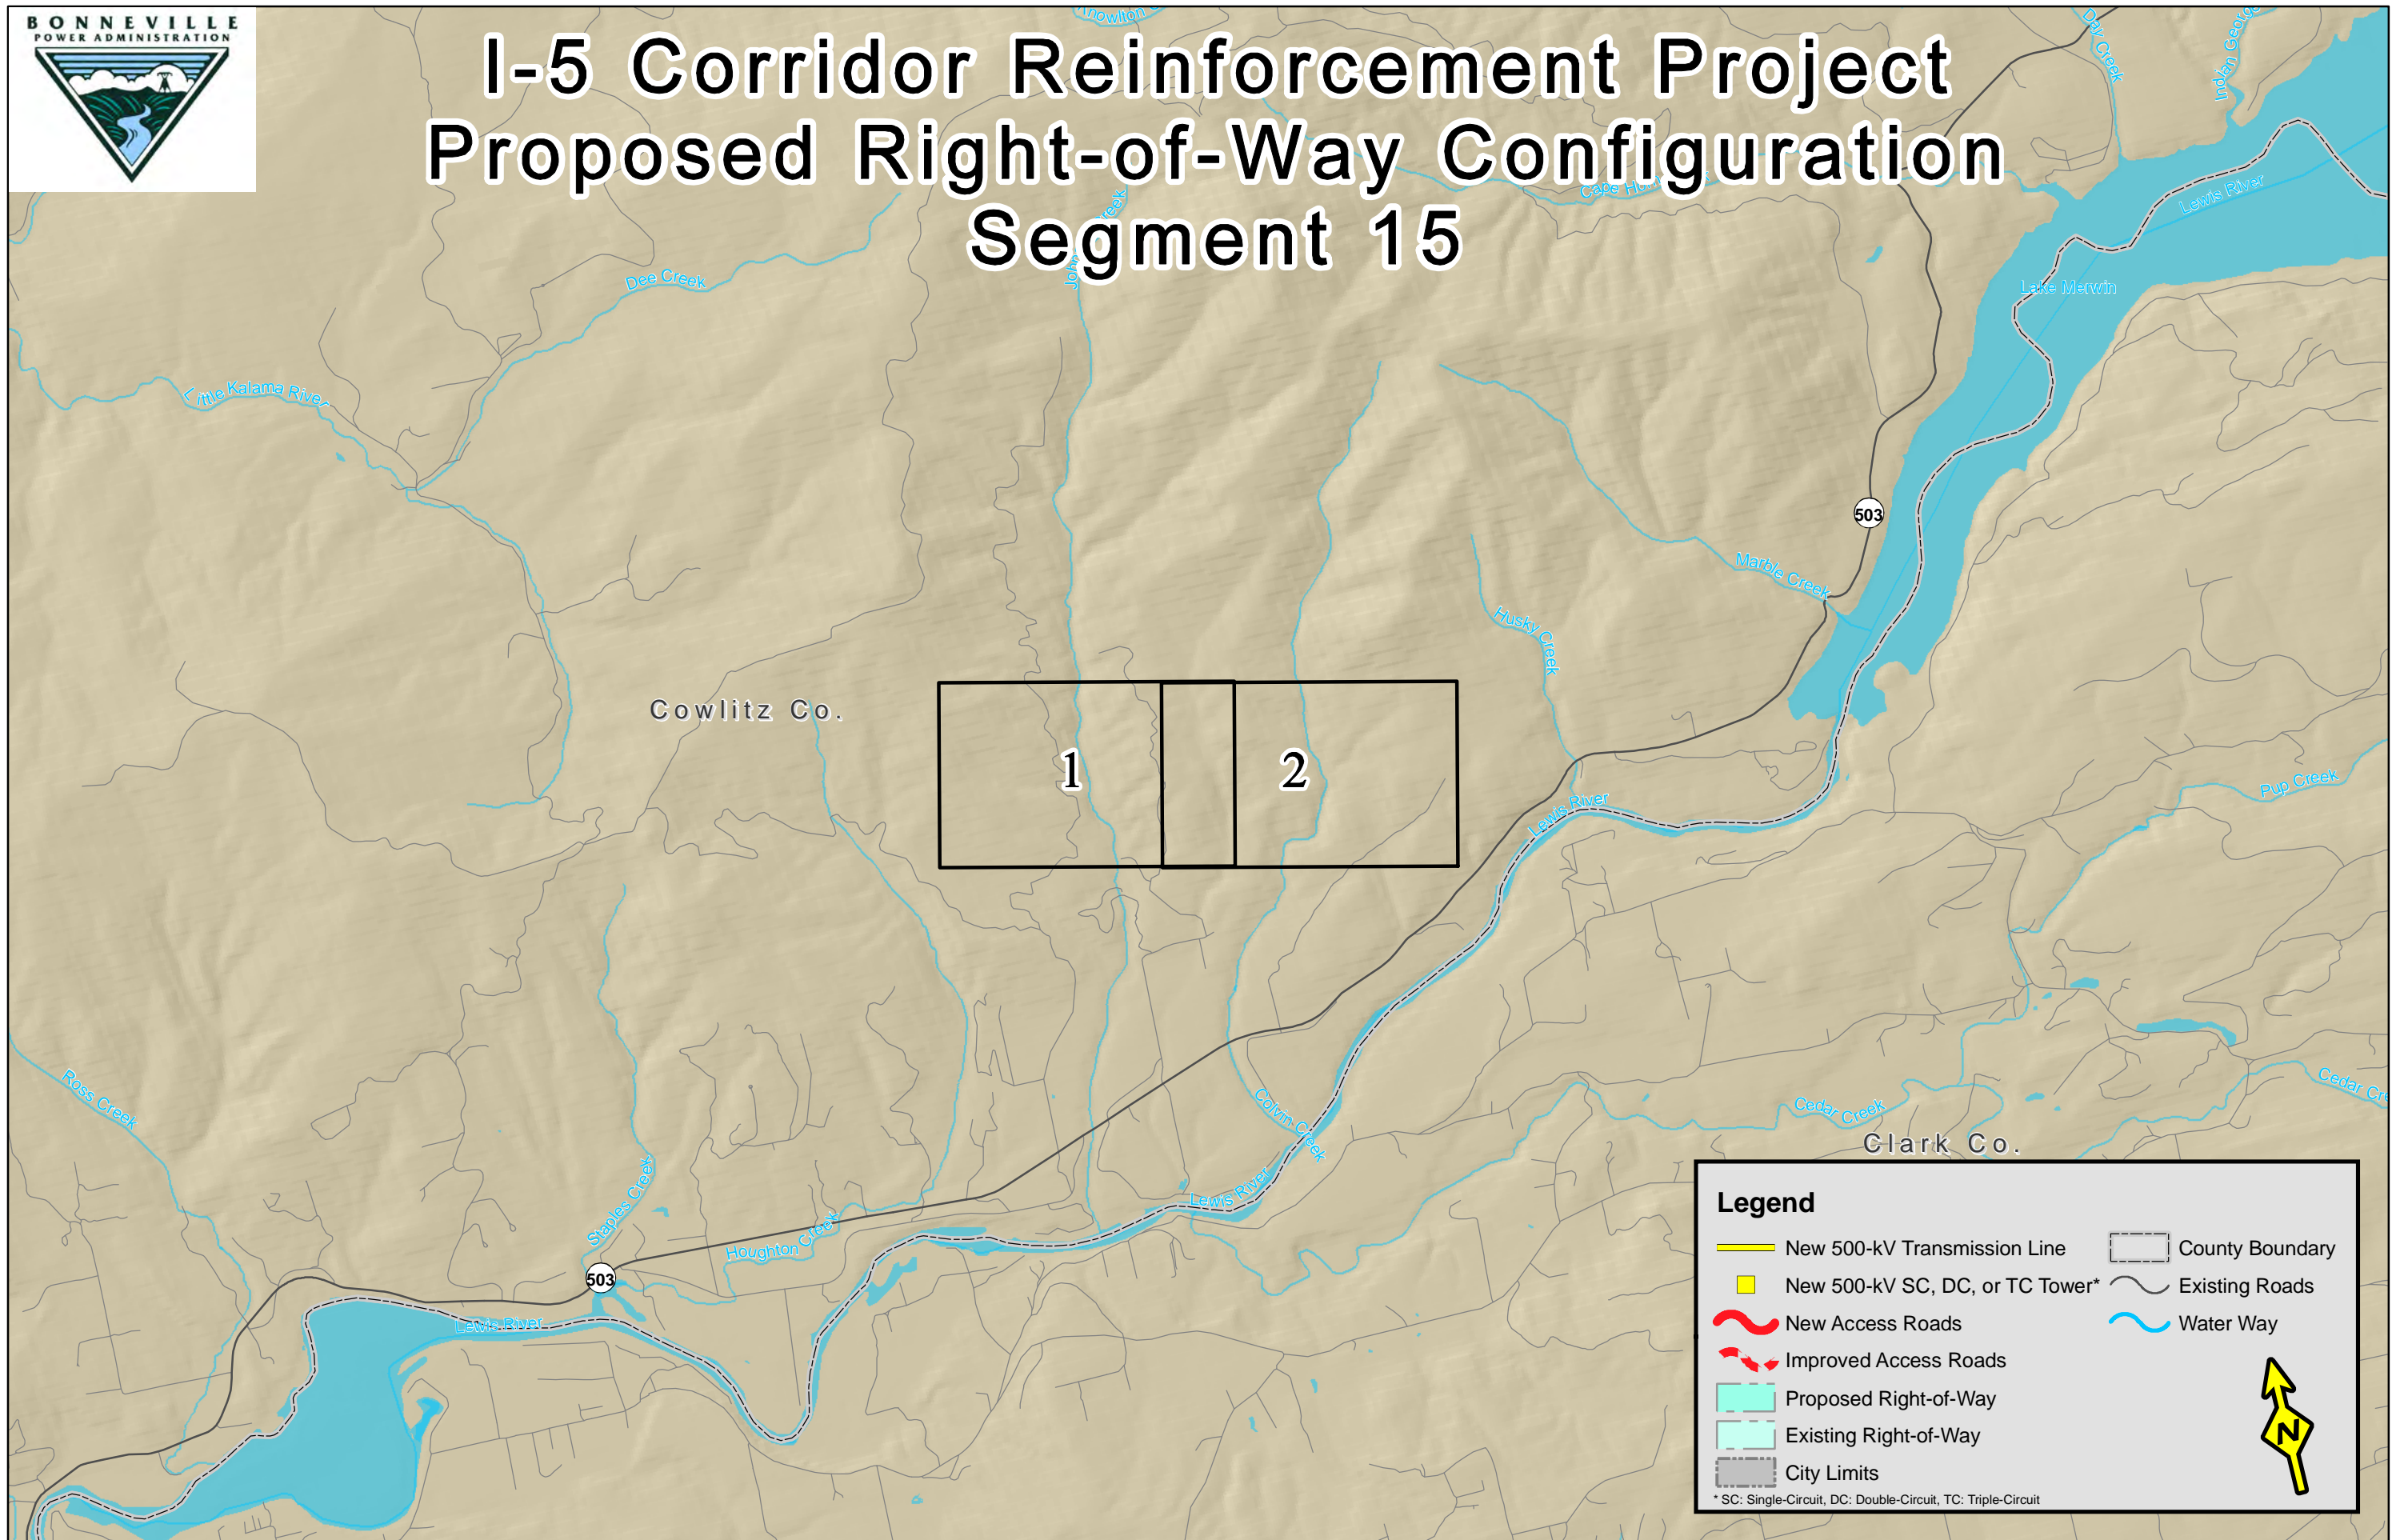 BONNEVILLE
POWER ADMINISTRATION
I-5 Corridor Reinforcement Project
Proposed Right-of-Way Configuration
Segment 15
Day Creek
Lewis River
Lake Merwin
Dee Creek
Little Kalama River
503
Marble Creek
Husky Creek
Cowlitz Co.
1
2
Pup Creek
Lewis River
Ross Creek
Colvin Creek
Cedar Creek
Clark Co.
Staples Creek
Lewis River
Houghton Creek
503
Lewis River
Legend
New 500-kV Transmission Line
New 500-kV SC, DC, or TC Tower*
New Access Roads
Improved Access Roads
Proposed Right-of-Way
Existing Right-of-Way
City Limits
County Boundary
Existing Roads
Water Way
N
* SC: Single-Circuit, DC: Double-Circuit, TC: Triple-Circuit